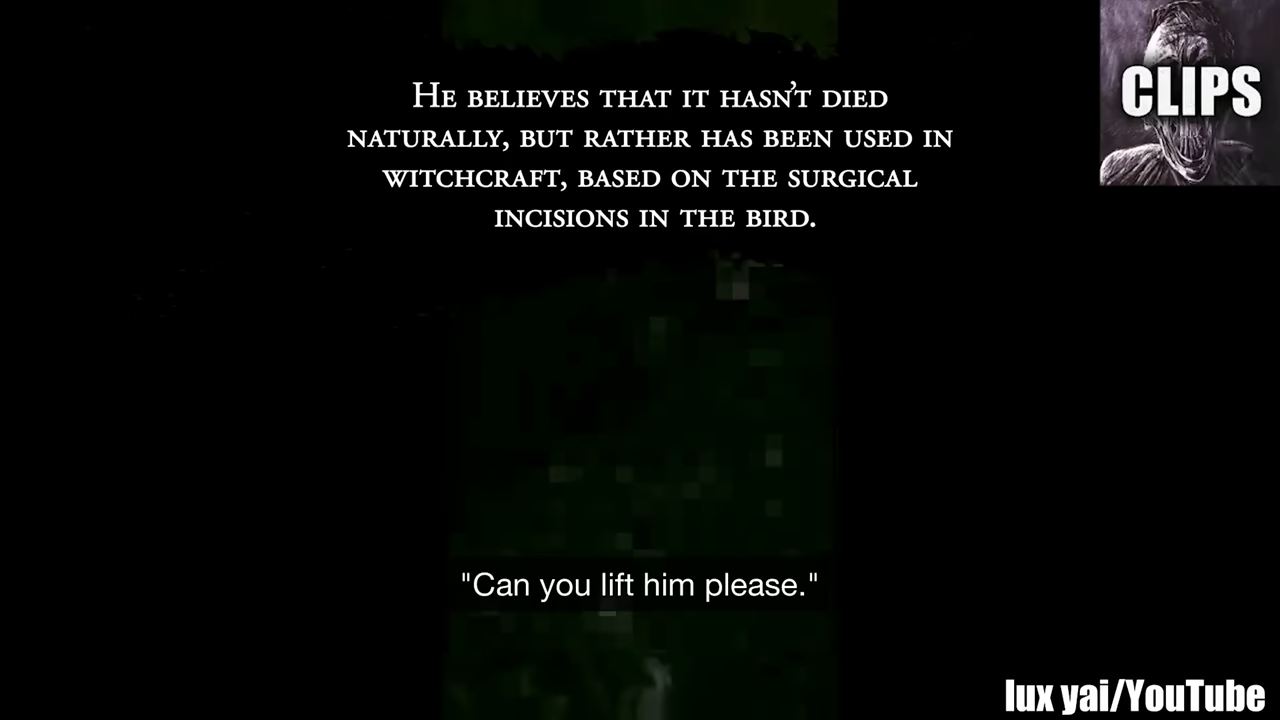 He believes that it hasn't died
naturally, but rather has been used in
witchcraft, based on the surgical
incisions in the bird.
CLIPS
"Can you lift him please."
lux yai/YouTube